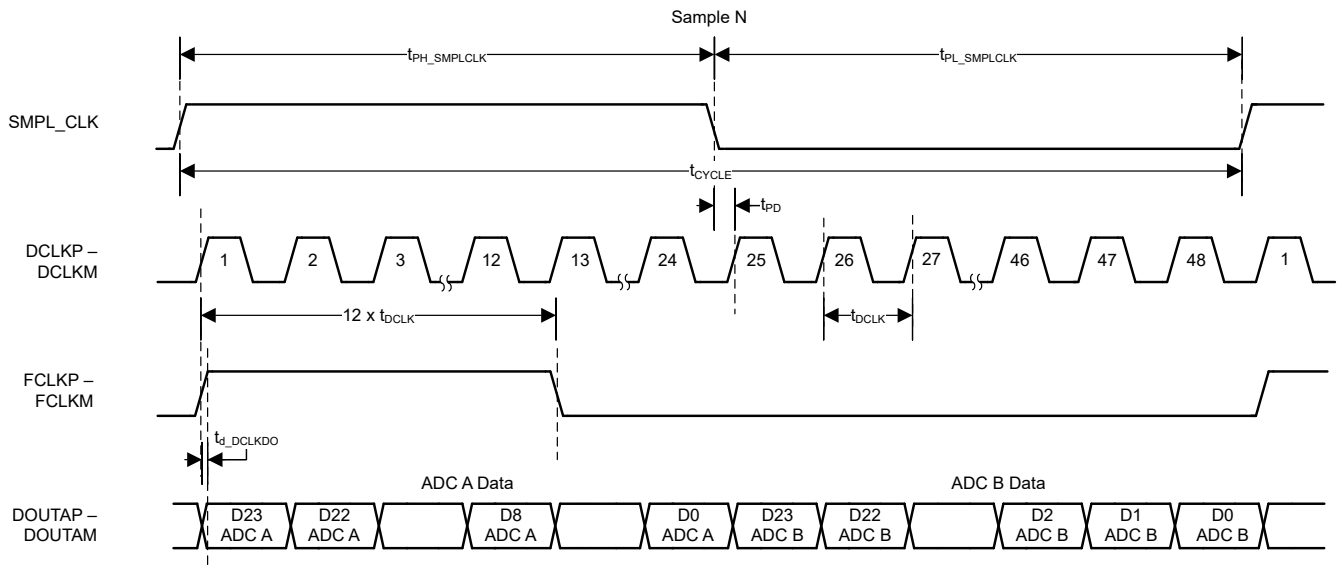 Sample N
tPH_SMPLCLK
tPL_SMPLCLK
SMPL_CLK
tCYCLE
tPD
DCLKP –
DCLKM
1 2 3 12 13 24 25 26 27 46 47 48 1
12 x tDCLK
tDCLK
FCLKP –
FCLKM
td_DCLKDO
ADC A Data
ADC B Data
DOUTAP –
DOUTAM
D23 D22 D8 D0 D23 D22 D2 D1 D0
ADC A ADC A ADC A ADC A ADC B ADC B ADC B ADC B ADC B